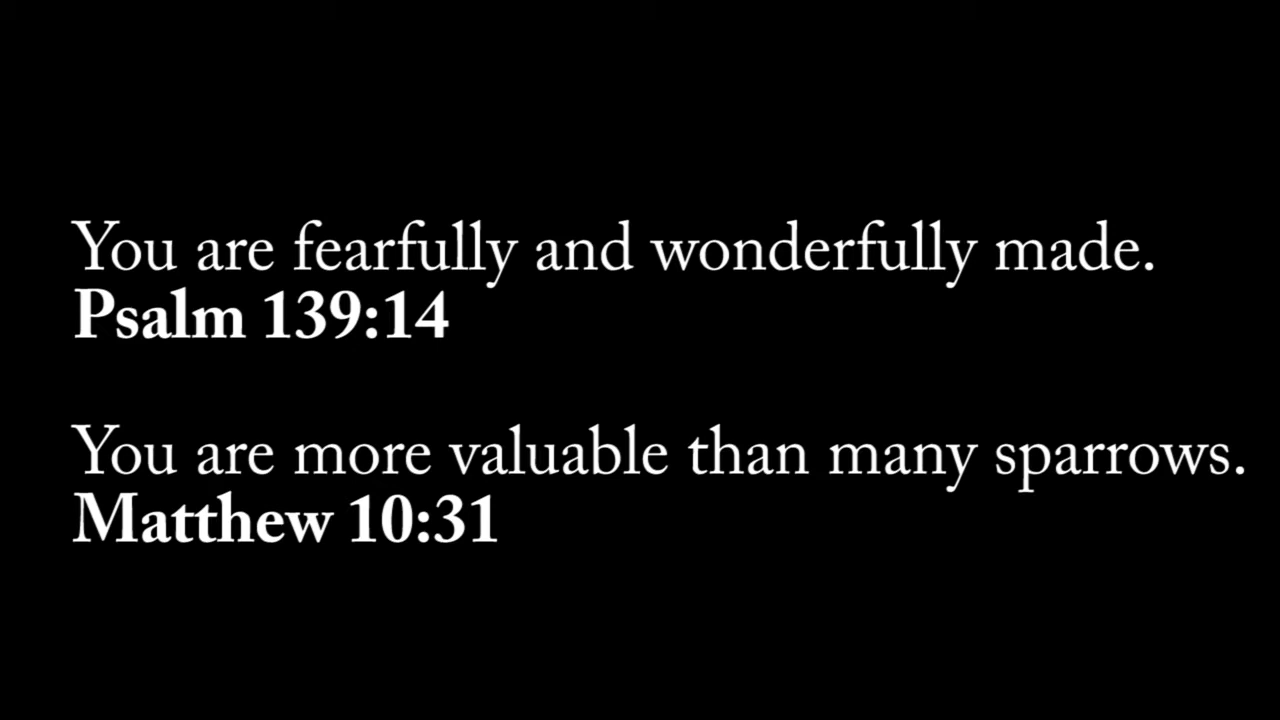 You are fearfully and wonderfully made.
Psalm 139:14
You are more valuable than many sparrows.
Matthew 10:31